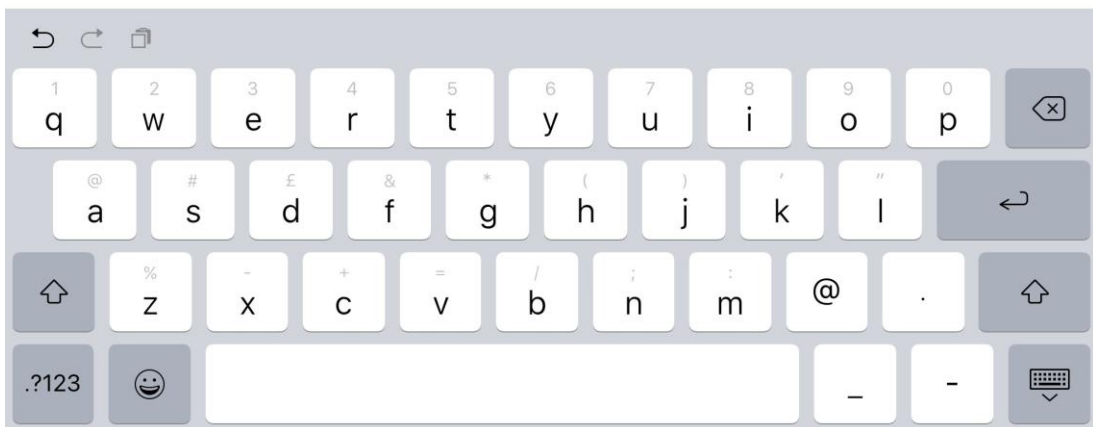 1 2 3 4 5 6 7 8 9 0
q w e r t y u i o p
@ # £ & * ( ) ' "
a s d f g h j k l
% - + = / ; :
z x c v b n m @ .
.?123 _ -